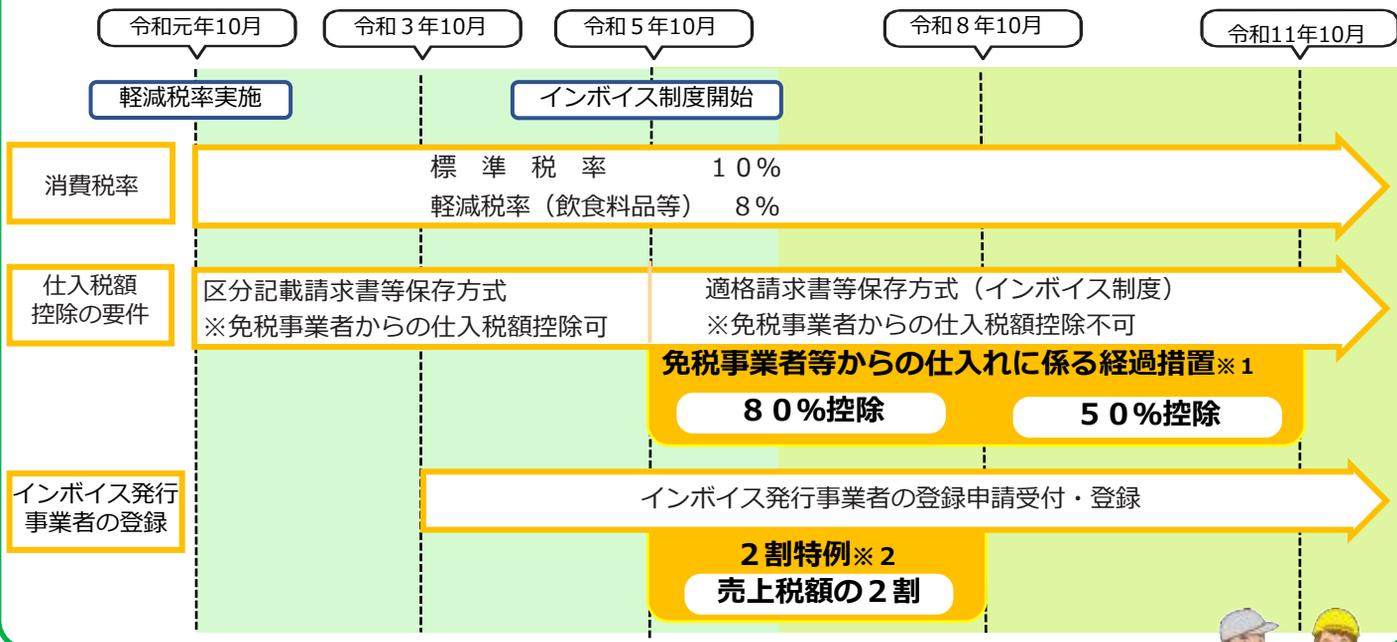 令和元年10月
令和３年10月
令和５年10月
令和８年10月
令和11年10月
軽減税率実施
インボイス制度開始
消費税率
標 準 税 率 １０%
軽減税率（飲食料品等） ８%
仕入税額
控除の要件
区分記載請求書等保存方式
※免税事業者からの仕入税額控除可
適格請求書等保存方式（インボイス制度）
※免税事業者からの仕入税額控除不可
免税事業者等からの仕入れに係る経過措置※１
８０%控除
５０%控除
インボイス発行
事業者の登録
インボイス発行事業者の登録申請受付・登録
２割特例※２
売上税額の２割